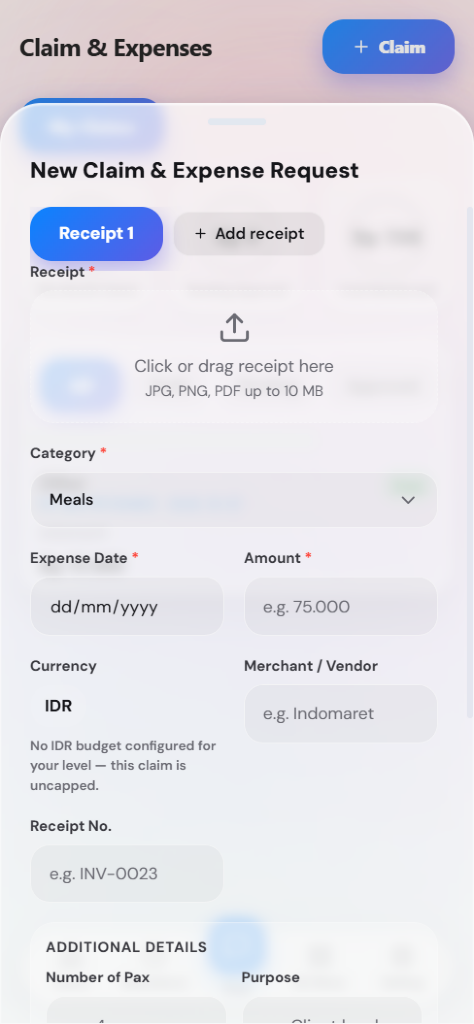 Claim & Expenses
+ Claim
New Claim & Expense Request
Receipt 1
+ Add receipt
Receipt *
Click or drag receipt here
JPG, PNG, PDF up to 10 MB
Category *
Meals
Expense Date *
Amount *
dd/mm/yyyy
e.g. 75.000
Currency
Merchant / Vendor
IDR
e.g. Indomaret
No IDR budget configured for
your level — this claim is
uncapped.
Receipt No.
e.g. INV-0023
ADDITIONAL DETAILS
Number of Pax
Purpose